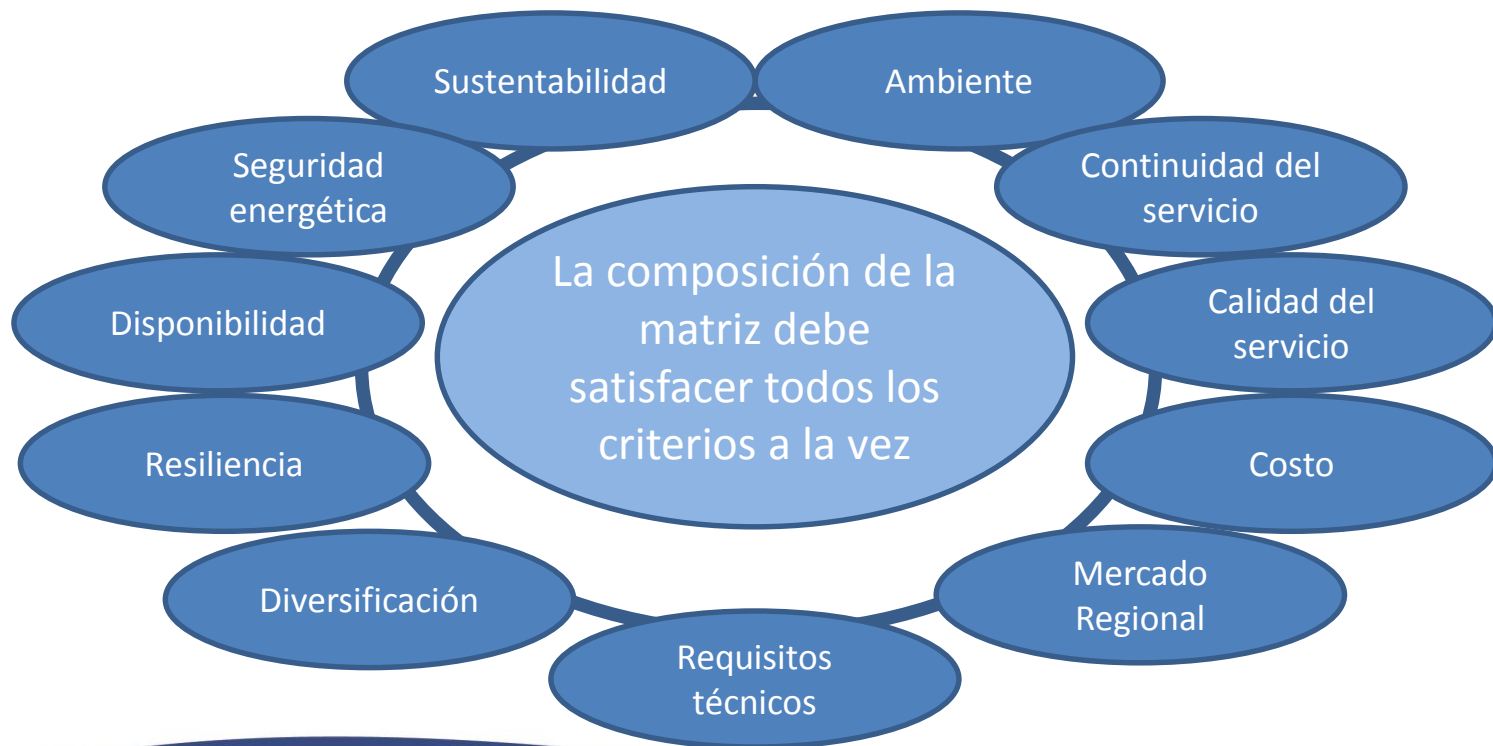 Sustentabilidad
Ambiente
Seguridad
energética
Continuidad del
servicio
La composición de la
matriz debe
satisfacer todos los
criterios a la vez
Disponibilidad
Calidad del
servicio
Resiliencia
Costo
Diversificación
Mercado
Regional
Requisitos
técnicos